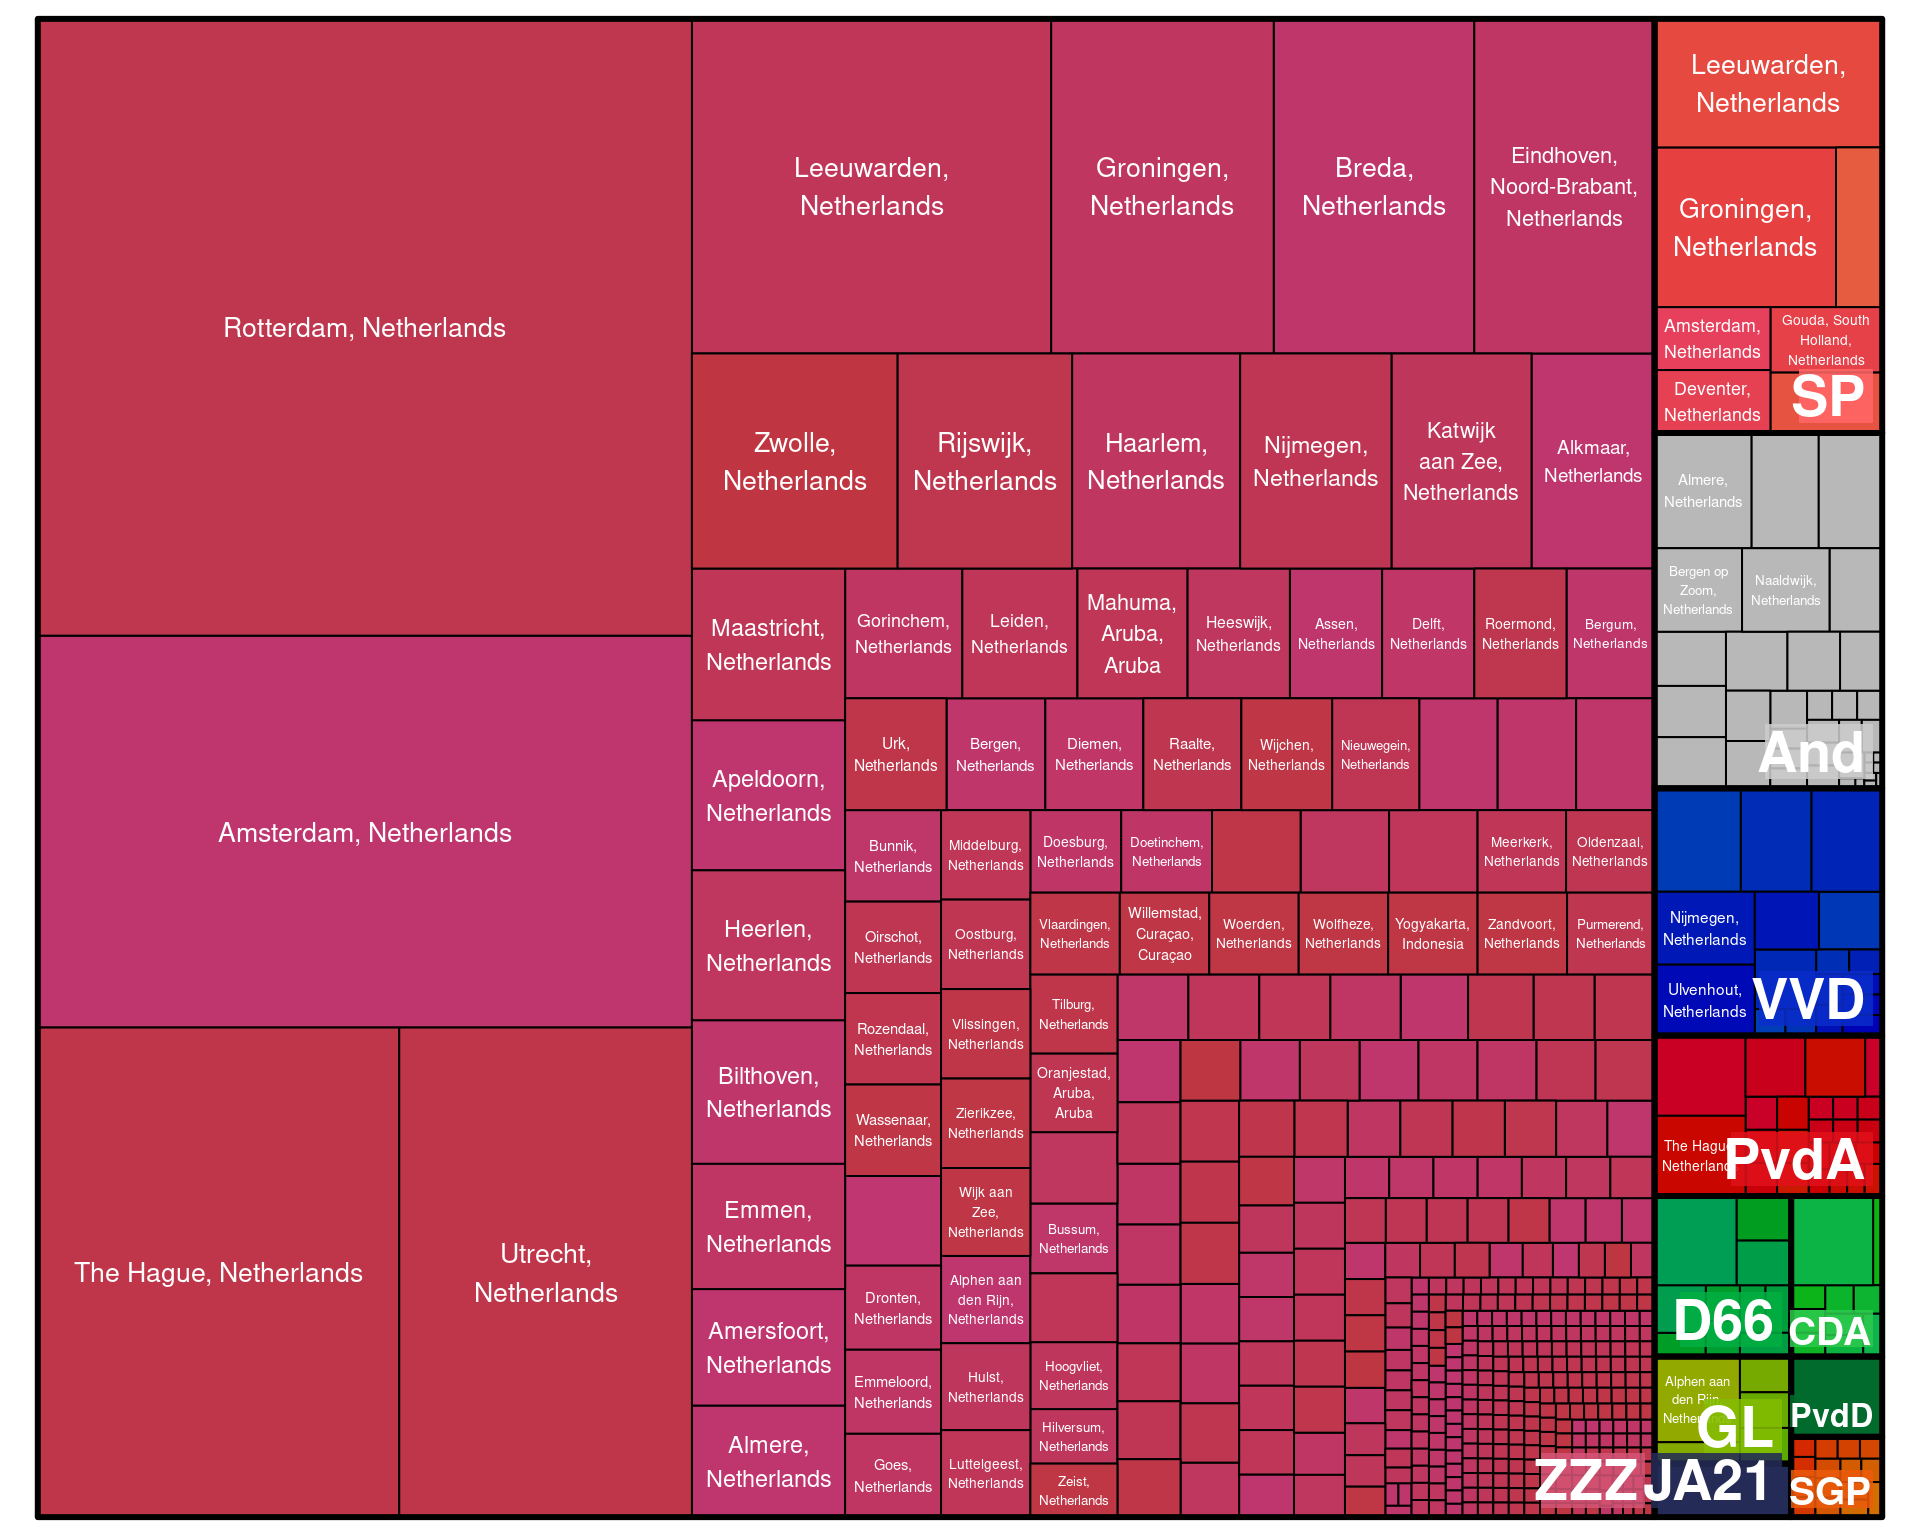 Rotterdam, Netherlands
Amsterdam, Netherlands
The Hague, Netherlands
Utrecht,
Netherlands
Leeuwarden,
Netherlands
Groningen,
Netherlands
Breda,
Netherlands
Eindhoven,
Noord-Brabant,
Netherlands
Zwolle,
Netherlands
Rijswijk,
Netherlands
Haarlem,
Netherlands
Nijmegen,
Netherlands
Katwijk
aan Zee,
Netherlands
Alkmaar,
Netherlands
Maastricht,
Netherlands
Apeldoorn,
Netherlands
Heerlen,
Netherlands
Bilthoven,
Netherlands
Emmen,
Netherlands
Amersfoort,
Netherlands
Almere,
Netherlands
Gorinchem,
Netherlands
Leiden,
Netherlands
Mahuma,
Aruba,
Aruba
Heeswijk,
Netherlands
Assen,
Netherlands
Delft,
Netherlands
Roermond,
Netherlands
Bergum,
Netherlands
Urk,
Netherlands
Bergen,
Netherlands
Diemen,
Netherlands
Raalte,
Netherlands
Wijchen,
Netherlands
Nieuwegein,
Netherlands
Bunnik,
Netherlands
Oirschot,
Netherlands
Rozendaal,
Netherlands
Wassenaar,
Netherlands
Dronten,
Netherlands
Emmeloord,
Netherlands
Goes,
Netherlands
Middelburg,
Netherlands
Oostburg,
Netherlands
Vlissingen,
Netherlands
Zierikzee,
Netherlands
Wijk aan
Zee,
Netherlands
Alphen aan
den Rijn,
Netherlands
Hulst,
Netherlands
Luttelgeest,
Netherlands
Doesburg,
Netherlands
Doetinchem,
Netherlands
Meerkerk,
Netherlands
Oldenzaal,
Netherlands
Vlaardingen,
Netherlands
Willemstad,
Curaçao,
Curaçao
Woerden,
Netherlands
Wolfheze,
Netherlands
Yogyakarta,
Indonesia
Zandvoort,
Netherlands
Purmerend,
Netherlands
Tilburg,
Netherlands
Oranjestad,
Aruba,
Aruba
Bussum,
Netherlands
Hoogvliet,
Netherlands
Hilversum,
Netherlands
Zeist,
Netherlands
ZZZ
Leeuwarden,
Netherlands
Groningen,
Netherlands
Amsterdam,
Netherlands
Gouda, South
Holland,
Netherlands
Deventer,
Netherlands
SP
Almere,
Netherlands
Bergen op
Zoom,
Netherlands
Naaldwijk,
Netherlands
And
Nijmegen,
Netherlands
Ulvenhout,
Netherlands
VVD
The Hague,
Netherlands
PvdA
D66
CDA
Alphen aan
den Rijn,
GL
PvdD
JA21
SGP